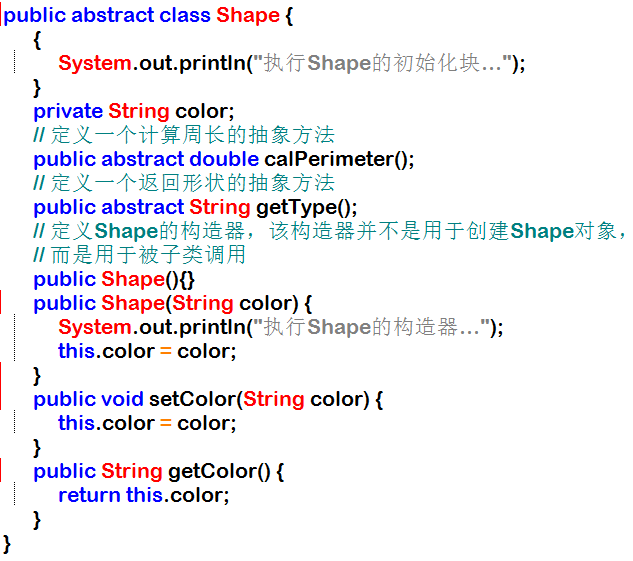 public abstract class Shape {
{
System.out.println("执行Shape的初始化块...");
}
private String color;
// 定义一个计算周长的抽象方法
public abstract double calPerimeter();
// 定义一个返回形状的抽象方法
public abstract String getType();
// 定义Shape的构造器，该构造器并不是用于创建Shape对象，
// 而是用于被子类调用
public Shape(){}
public Shape(String color) {
System.out.println("执行Shape的构造器...");
this.color = color;
}
public void setColor(String color) {
this.color = color;
}
public String getColor() {
return this.color;
}
}